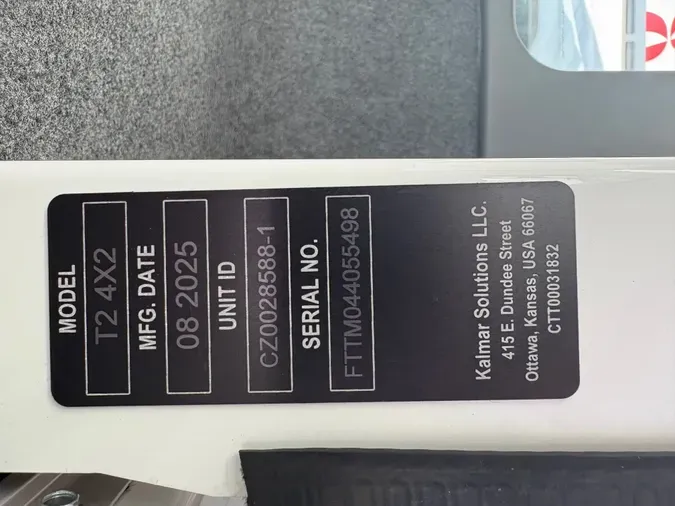 MODEL
T2 4X2
MFG. DATE
08 2025
UNIT ID
CZ0028588-1
SERIAL NO.
FTTM044055498
Kalmar Solutions LLC.
415 E. Dundee Street
Ottawa, Kansas, USA 66067
CTT00031832